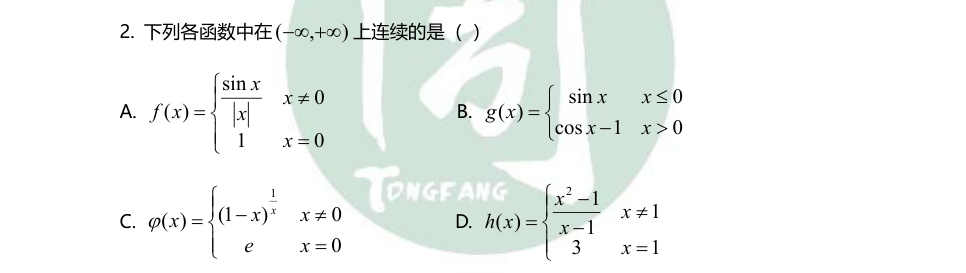 2. 下列各函数中在(−∞,+∞)上连续的是（ ）
A. f(x)={ sin x / |x|  x≠0
1  x=0
B. g(x)={ sin x  x≤0
cos x−1  x>0
TONGFANG
C. φ(x)={ (1−x)^(1/x)  x≠0
e  x=0
D. h(x)={ (x²−1)/(x−1)  x≠1
3  x=1